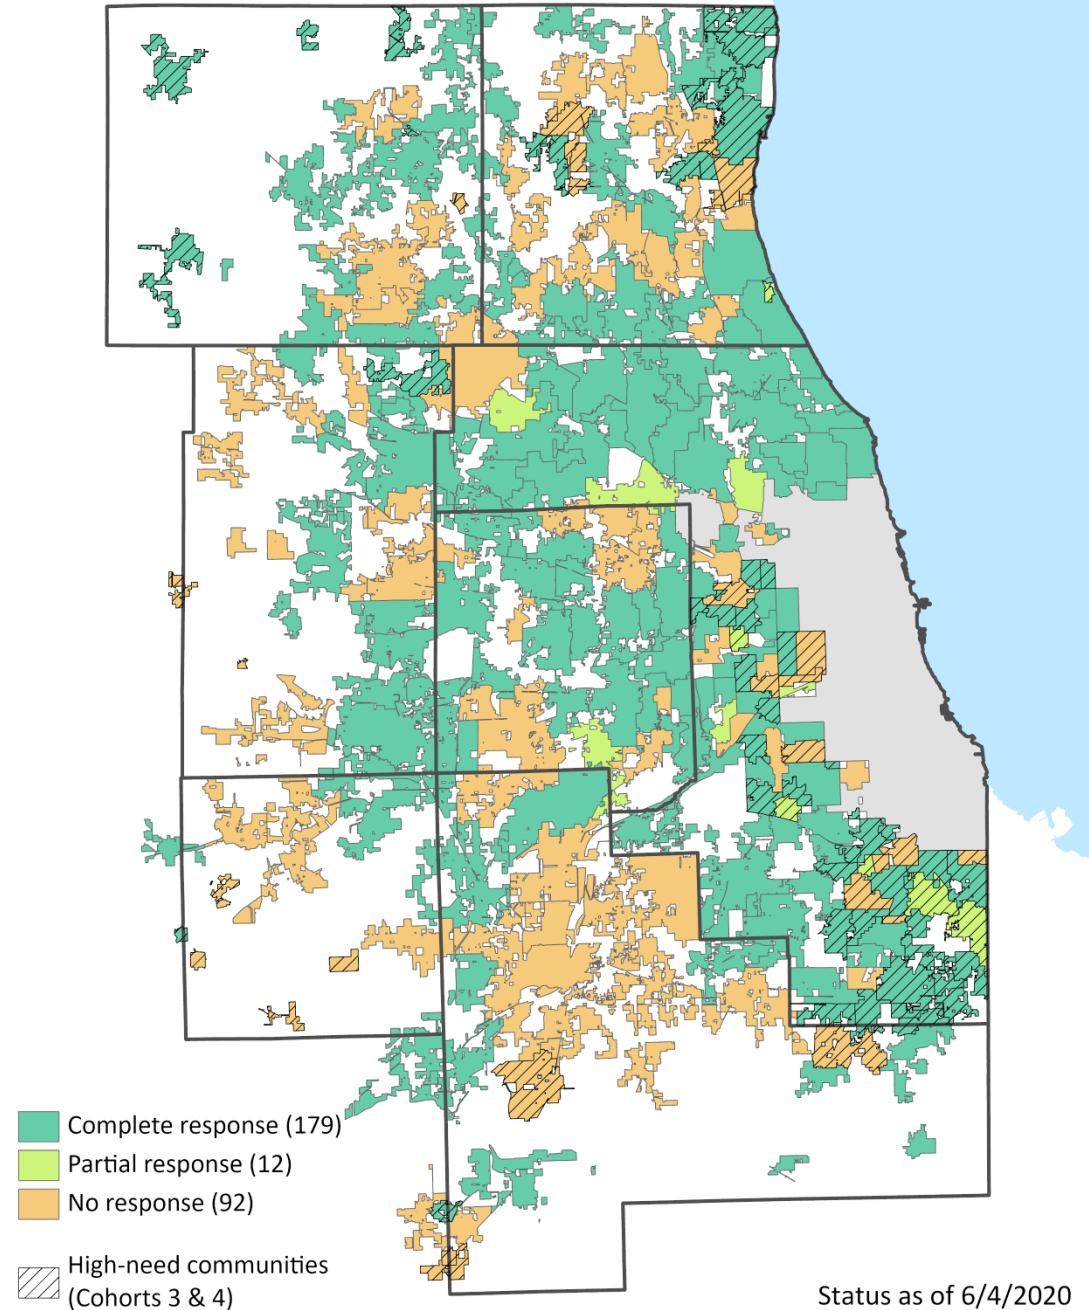 Complete response (179)
Partial response (12)
No response (92)
High-need communities
(Cohorts 3 & 4)
Status as of 6/4/2020